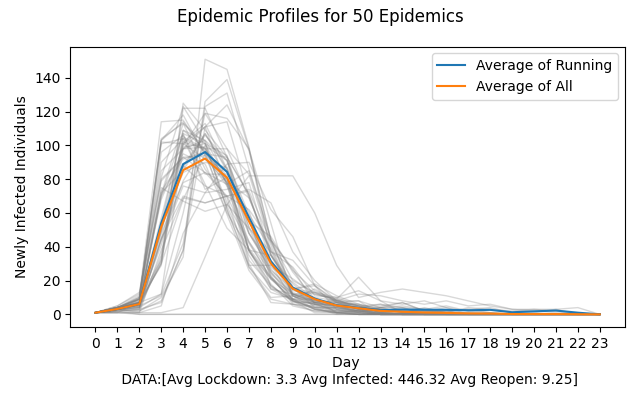 Epidemic Profiles for 50 Epidemics
Average of Running
Average of All
Newly Infected Individuals
140
120
100
80
60
40
20
0
0 1 2 3 4 5 6 7 8 9 10 11 12 13 14 15 16 17 18 19 20 21 22 23
Day
DATA:[Avg Lockdown: 3.3 Avg Infected: 446.32 Avg Reopen: 9.25]